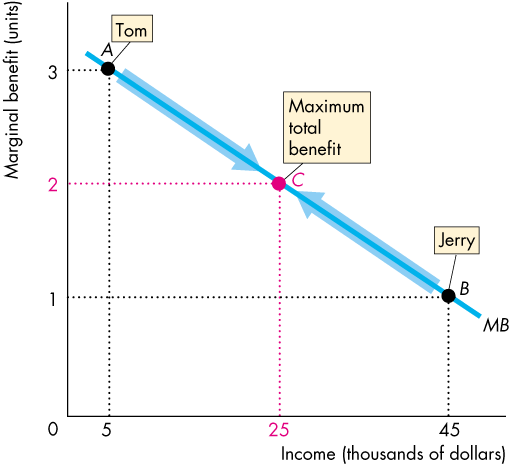 Marginal benefit (units)
Tom
A
3
Maximum
total
benefit
2
C
Jerry
B
1
MB
0
5
25
45
Income (thousands of dollars)